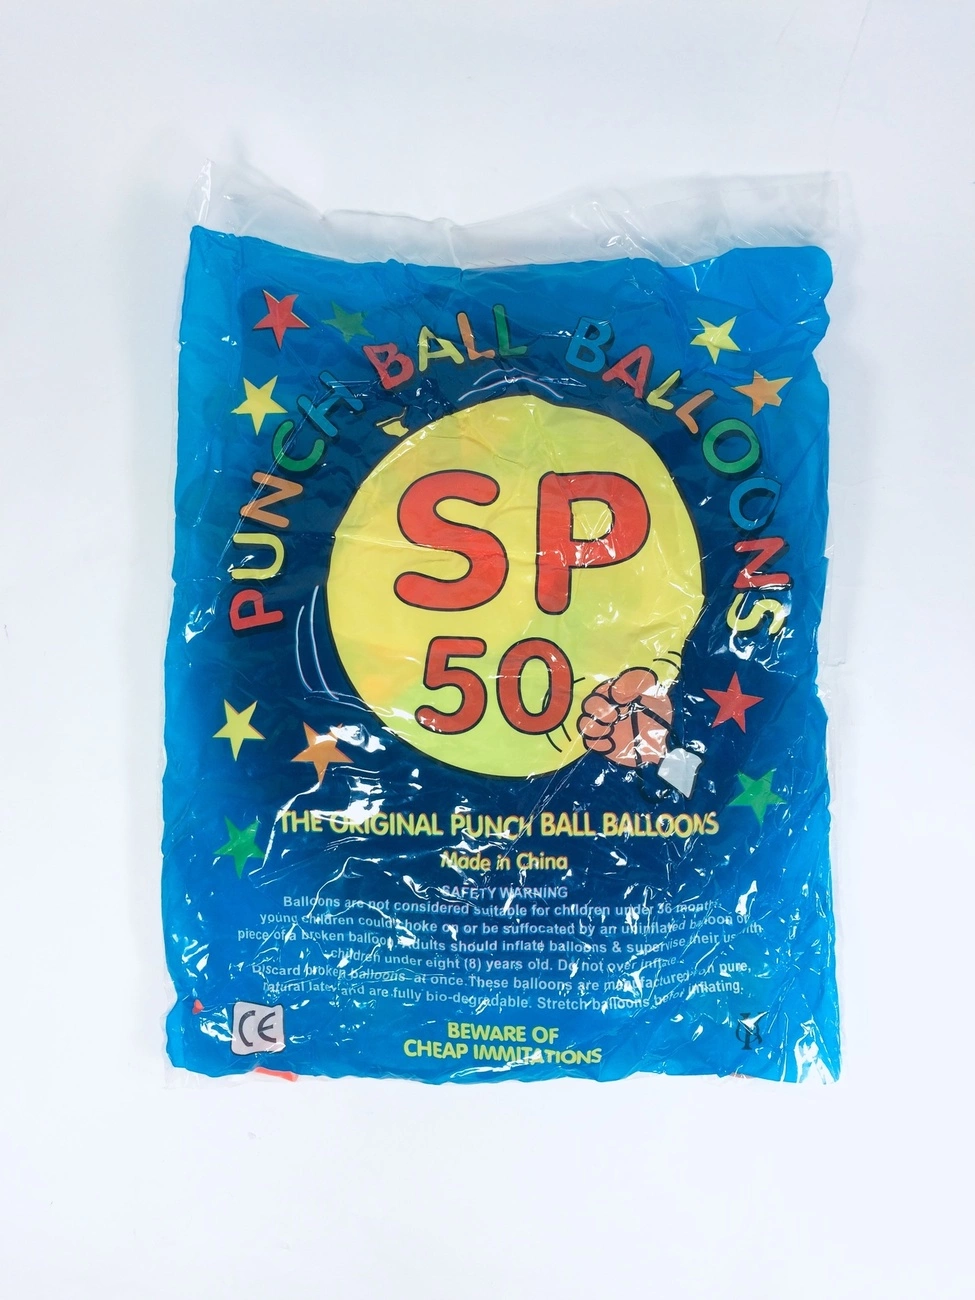 PUNCH BALL BALLOONS
SP
50
THE ORIGINAL PUNCH BALL BALLOONS
Made in China
SAFETY WARNING
Balloons are not considered suitable for children under 36
young children could choke on or be suffocated by an uninflated balloon or
piece of a broken balloon adults should inflate balloons & supervise their
children under eight (8) years old. Do not over
Discard broken balloons at once.These balloons are pure,
natural latex and are fully bio-degradable. Stretch balloons before inflating.
CE
BEWARE OF
CHEAP IMMITATIONS